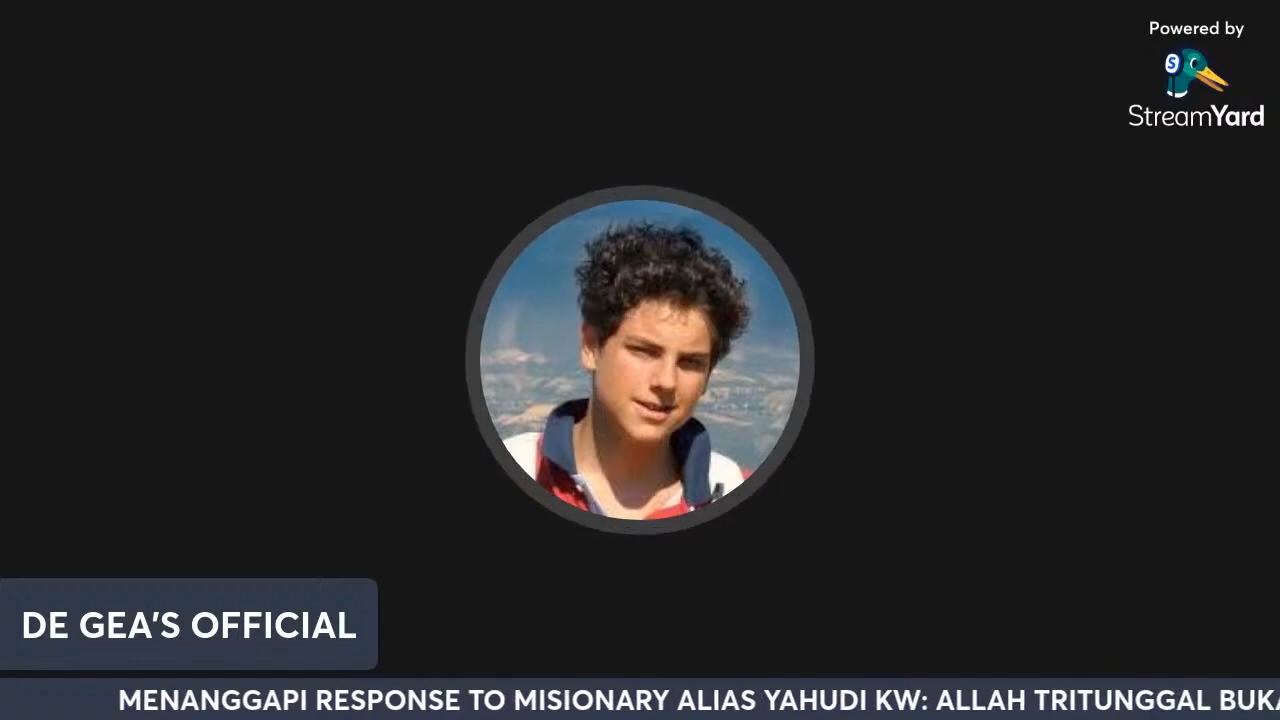 Powered by
S
StreamYard
DE GEA'S OFFICIAL
MENANGGAPI RESPONSE TO MISIONARY ALIAS YAHUDI KW: ALLAH TRITUNGGAL